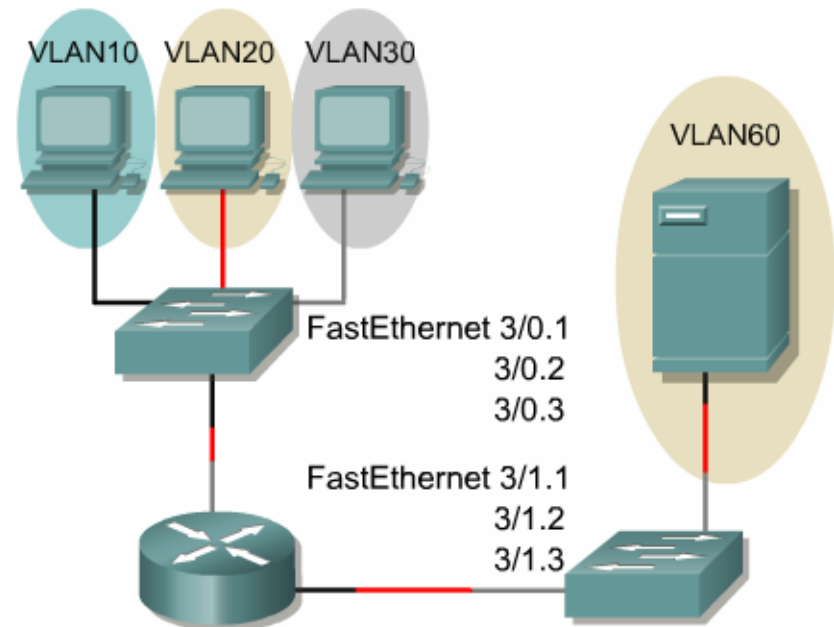 VLAN10
VLAN20
VLAN30
VLAN60
FastEthernet 3/0.1
3/0.2
3/0.3
FastEthernet 3/1.1
3/1.2
3/1.3